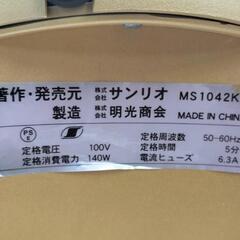 著作・発売元 株式会社 サンリオ MS1042K
製造 株式会社 明光商会 MADE IN CHIN
PSE
定格電圧 100V
定格消費電力 140W
定格周波数 50-60H
定格時間 5分
電流ヒューズ 6.3A